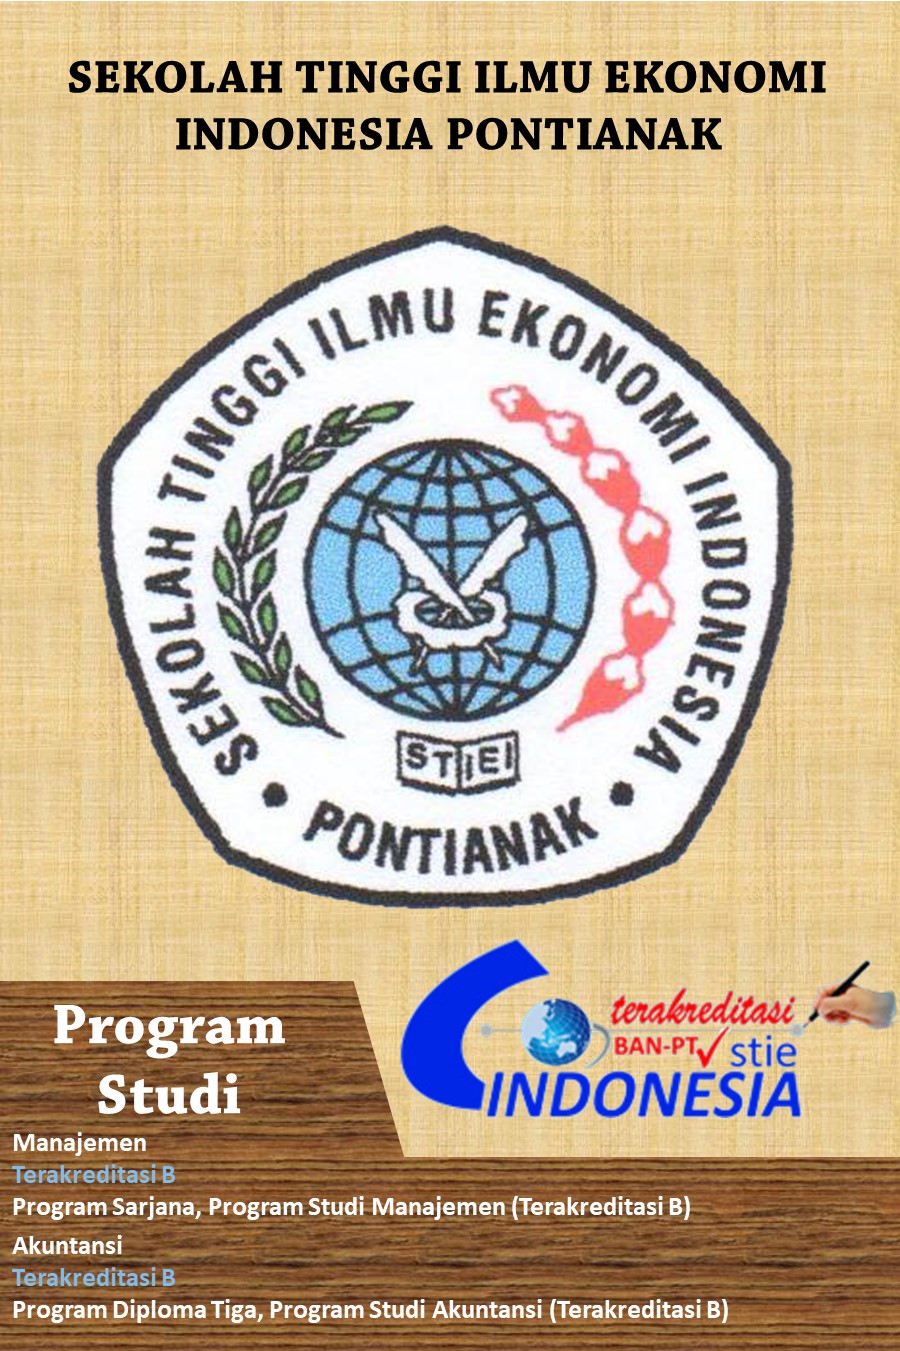 SEKOLAH TINGGI ILMU EKONOMI
INDONESIA PONTIANAK
SEKOLAH TINGGI ILMU EKONOMI INDONESIA
STIEI
• PONTIANAK •
terakreditasi
BAN-PT stie
INDONESIA
Program
Studi
Manajemen
Terakreditasi B
Program Sarjana, Program Studi Manajemen (Terakreditasi B)
Akuntansi
Terakreditasi B
Program Diploma Tiga, Program Studi Akuntansi (Terakreditasi B)